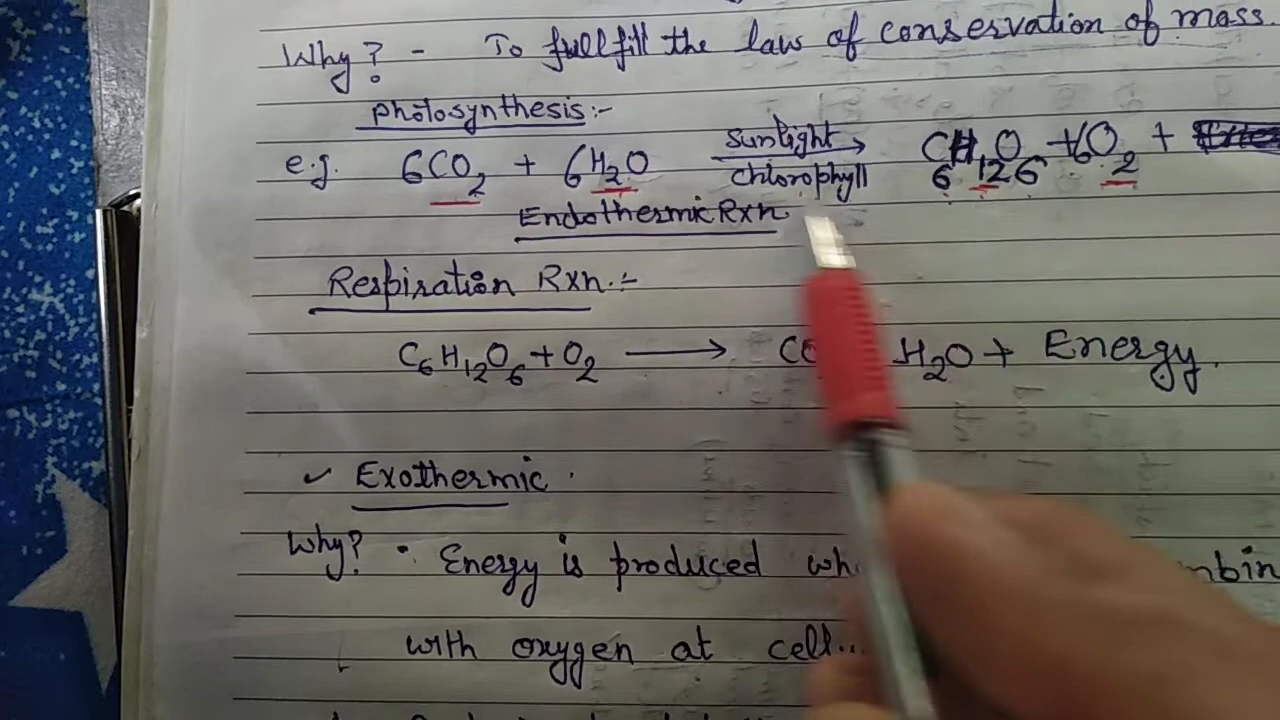 Why? - To fullfill the law of conservation of mass.
Photosynthesis:-
e.g. 6CO₂ + 6H₂O sunlight chlorophyll → C₆H₁₂O₆ + 6O₂ +
Endothermic Rxn.
Respiration Rxn.:-
C₆H₁₂O₆ + O₂ → H₂O + Energy.
✓ Exothermic.
Why? • Energy is produced
with oxygen at cell...